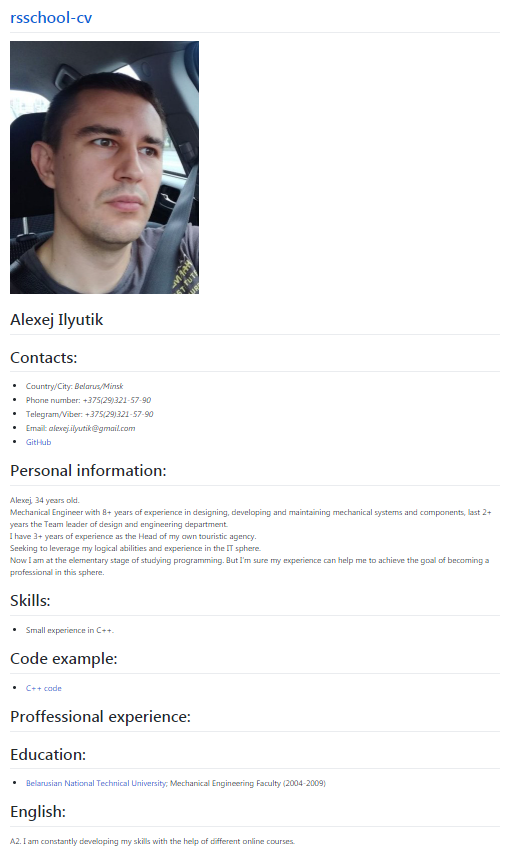 rsschool-cv
MAN
ST TUTI
URB
Alexej Ilyutik
Contacts:
Country/City: Belarus/Minsk
Phone number: +375(29)321-57-90
Telegram/Viber: +375(29)321-57-90
Email: alexej.ilyutik@gmail.com
GitHub
Personal information:
Alexej, 34 years old.
Mechanical Engineer with 8+ years of experience in designing, developing and maintaining mechanical systems and components, last 2+
years the Team leader of design and engineering department.
I have 3+ years of experience as the Head of my own touristic agency.
Seeking to leverage my logical abilities and experience in the IT sphere.
Now I am at the elementary stage of studying programming. But I'm sure my experience can help me to achieve the goal of becoming a
professional in this sphere.
Skills:
Small experience in C++.
Code example:
C++ code
Proffessional experience:
Education:
Belarusian National Technical University; Mechanical Engineering Faculty (2004-2009)
English:
A2. I am constantly developing my skills with the help of different online courses.